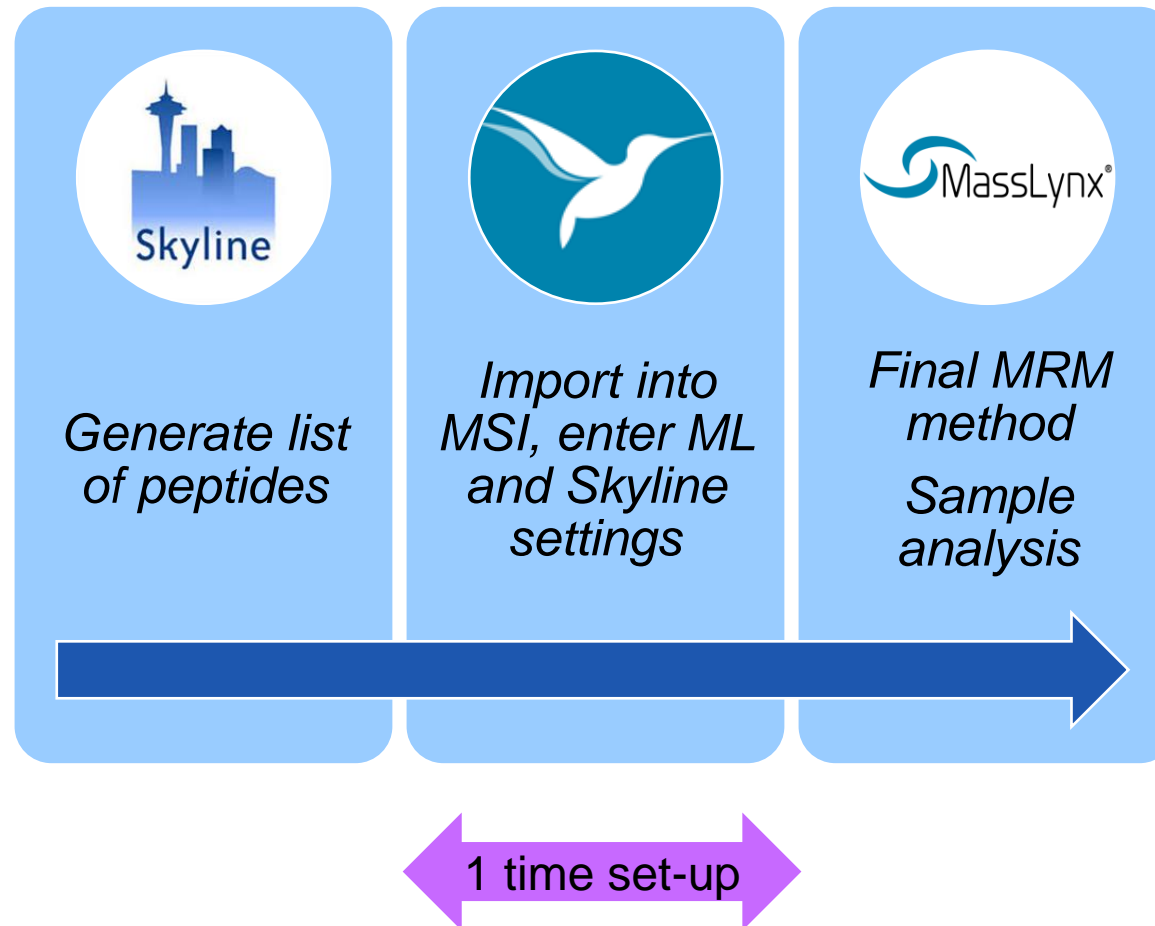 Skyline
Generate list
of peptides
Import into
MSI, enter ML
and Skyline
settings
MassLynx®
Final MRM
method
Sample
analysis
1 time set-up